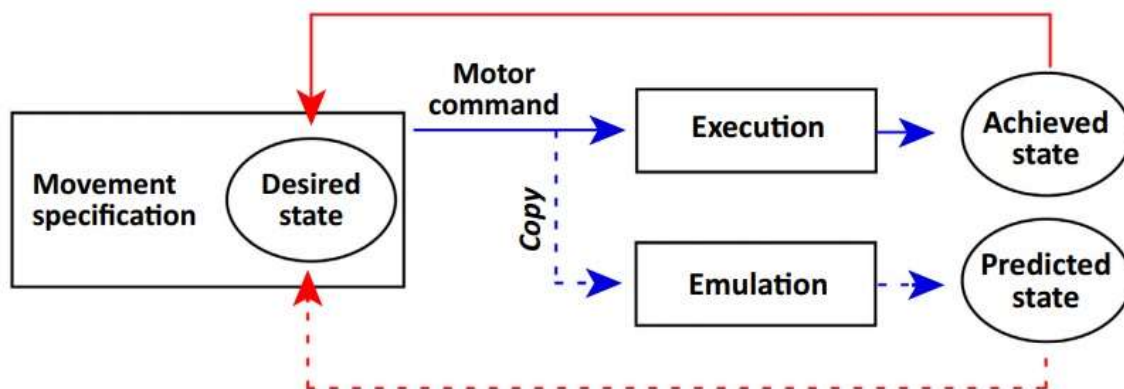 Motor
command
Execution
Achieved
state
Movement
specification
Desired
state
Copy
Emulation
Predicted
state